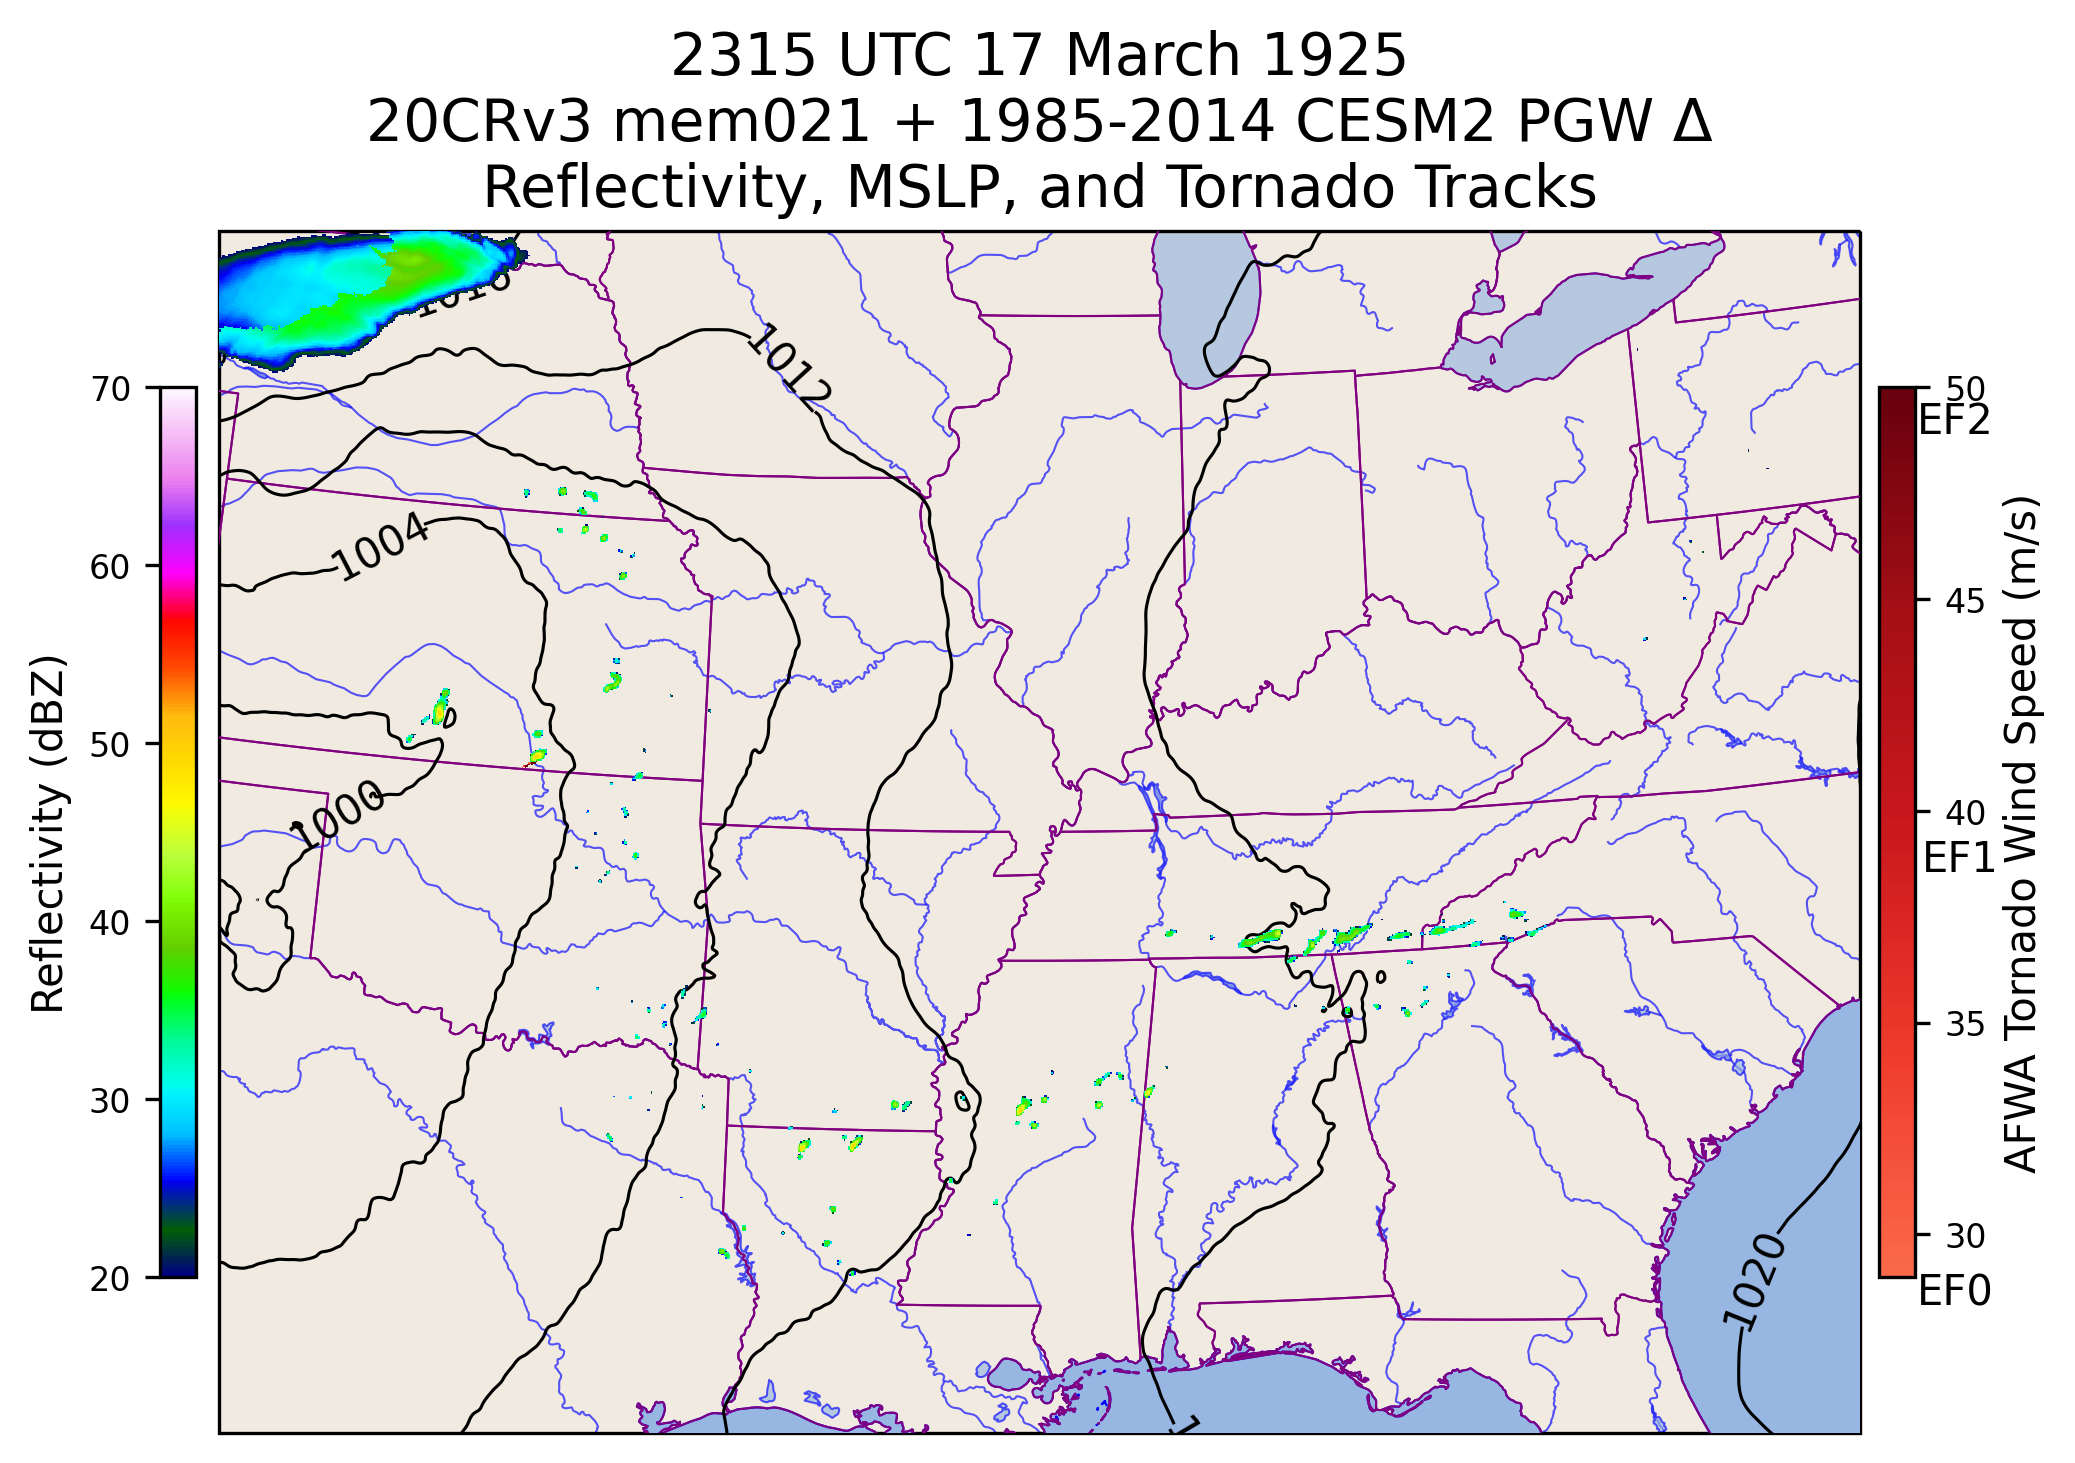 2315 UTC 17 March 1925
20CRv3 mem021 + 1985-2014 CESM2 PGW Δ
Reflectivity, MSLP, and Tornado Tracks
1012
1004
1000
1020
70
60
50
40
30
20
Reflectivity (dBZ)
50
EF2
45
40
EF1
35
30
EF0
AFWA Tornado Wind Speed (m/s)